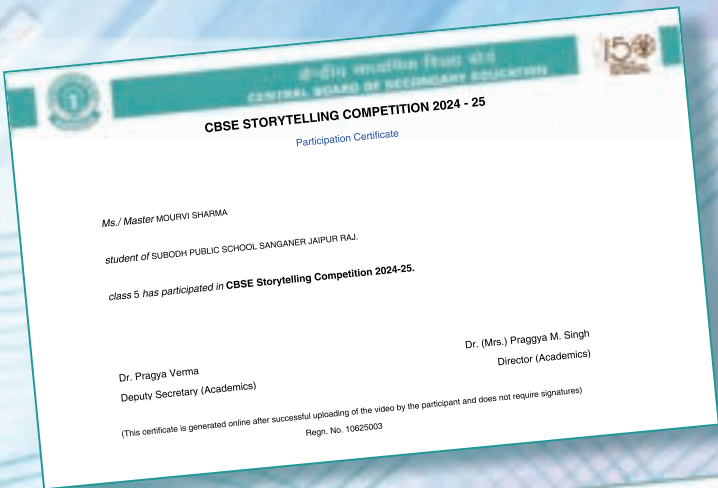 केन्द्रीय माध्यमिक शिक्षा बोर्ड
CENTRAL BOARD OF SECONDARY EDUCATION
150
CBSE STORYTELLING COMPETITION 2024 - 25
Participation Certificate
Ms./ Master MOURVI SHARMA
student of SUBODH PUBLIC SCHOOL SANGANER JAIPUR RAJ.
class 5 has participated in CBSE Storytelling Competition 2024-25.
Dr. Pragya Verma
Deputy Secretary (Academics)
Dr. (Mrs.) Praggya M. Singh
Director (Academics)
(This certificate is generated online after successful uploading of the video by the participant and does not require signatures)
Regn. No. 10625003